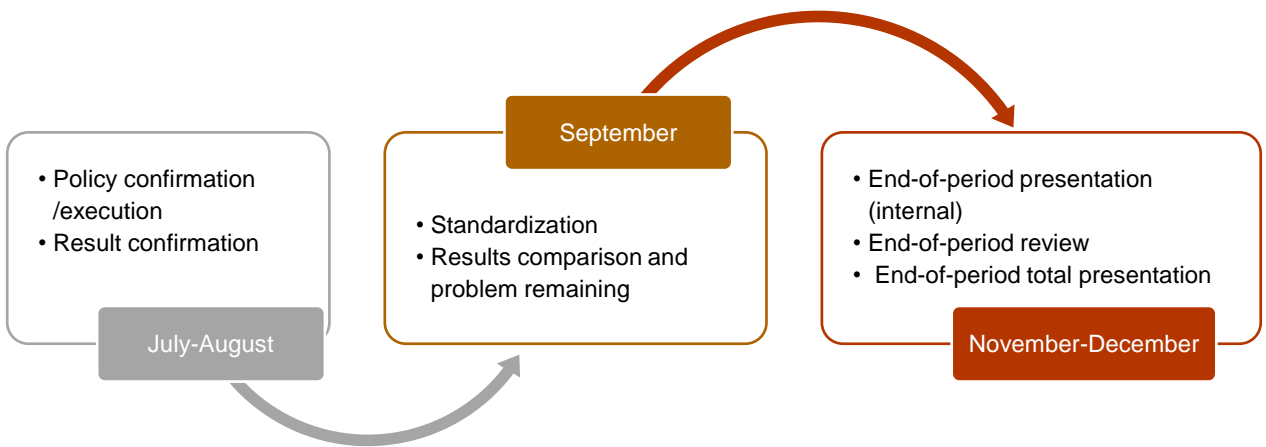 • Policy confirmation
/execution
• Result confirmation
July-August
September
• Standardization
• Results comparison and
problem remaining
• End-of-period presentation
(internal)
• End-of-period review
• End-of-period total presentation
November-December